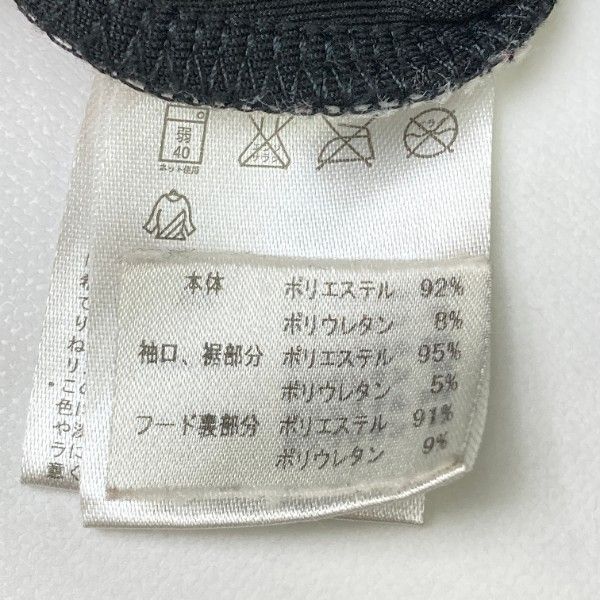 弱
40
ネット使用
本体 ポリエステル 92%
ポリウレタン 8%
袖口、裾部分 ポリエステル 95%
ポリウレタン 5%
フード裏部分 ポリエステル 91%
ポリウレタン 9%